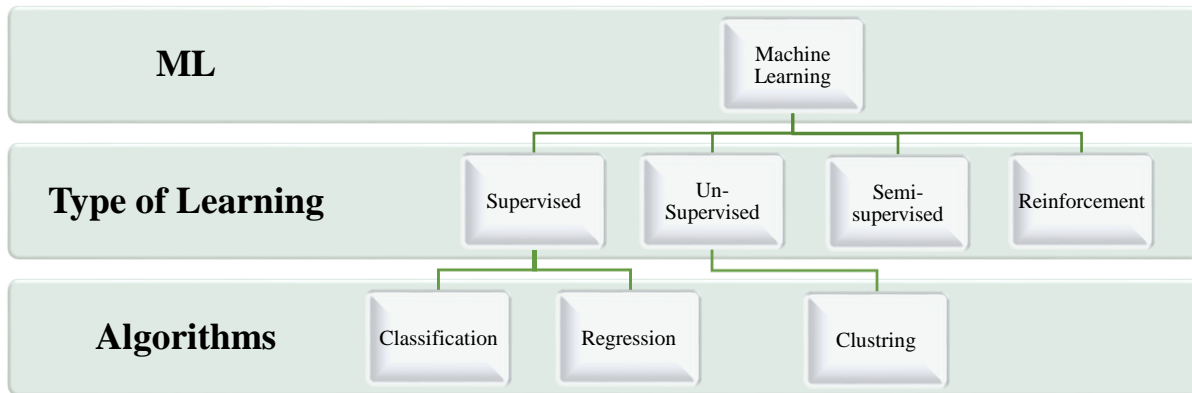 ML
Machine
Learning
Type of Learning
Supervised
Un-
Supervised
Semi-
supervised
Reinforcement
Algorithms
Classification
Regression
Clustring